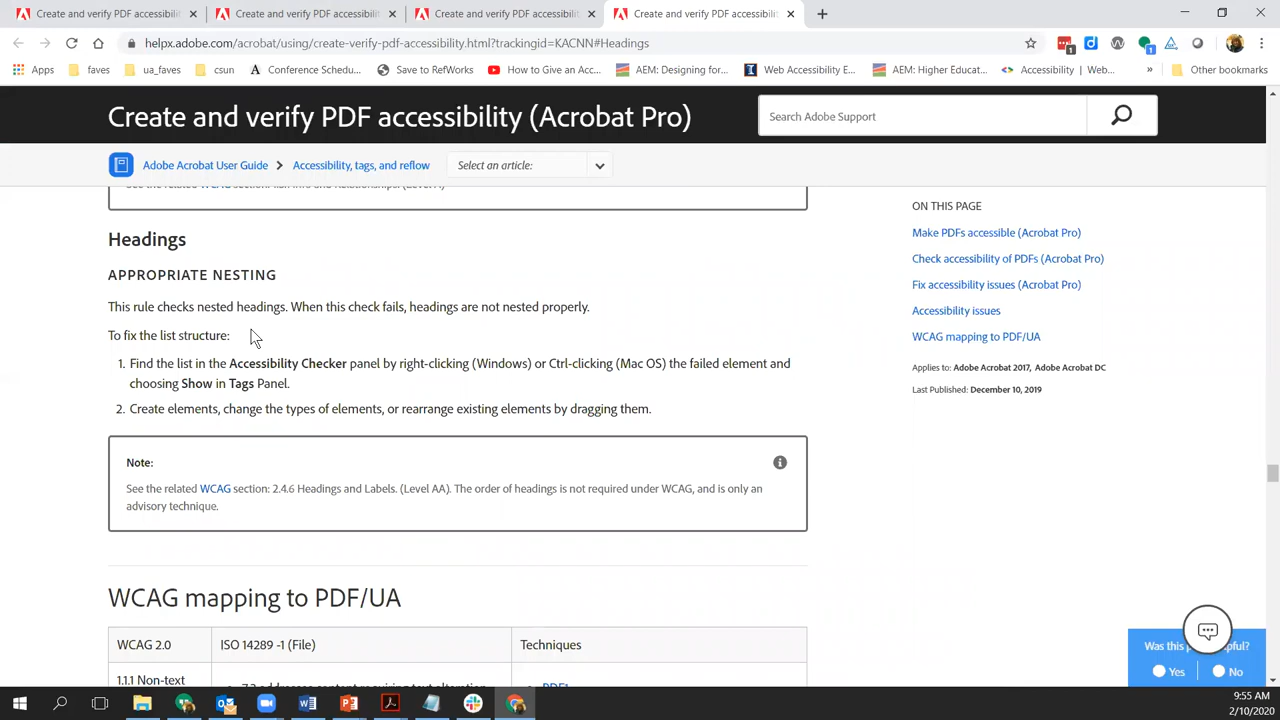 Create and verify PDF accessibilit
Create and verify PDF accessibilit
Create and verify PDF accessibilit
Create and verify PDF accessibilit
helpx.adobe.com/acrobat/using/create-verify-pdf-accessibility.html?trackingid=KACNN#Headings
Apps faves ua_faves csun Conference Schedu... Save to ReWorks How to Give an Acc... AEM: Designing for... Web Accessibility E... AEM: Higher Educat... Accessibility | Web... » Other bookmarks
Create and verify PDF accessibility (Acrobat Pro)
Search Adobe Support
Adobe Acrobat User Guide Accessibility, tags, and reflow Select an article:
Headings
APPROPRIATE NESTING
This rule checks nested headings. When this check fails, headings are not nested properly.
To fix the list structure:
1. Find the list in the Accessibility Checker panel by right-clicking (Windows) or Ctrl-clicking (Mac OS) the failed element and
choosing Show in Tags Panel.
2. Create elements, change the types of elements, or rearrange existing elements by dragging them.
Note:
See the related WCAG section: 2.4.6 Headings and Labels. (Level AA). The order of headings is not required under WCAG, and is only an
advisory technique.
WCAG mapping to PDF/UA
WCAG 2.0 ISO 14289 -1 (File) Techniques
1.1.1 Non-text
ON THIS PAGE
Make PDFs accessible (Acrobat Pro)
Check accessibility of PDFs (Acrobat Pro)
Fix accessibility issues (Acrobat Pro)
Accessibility issues
WCAG mapping to PDF/UA
Applies to: Adobe Acrobat 2017, Adobe Acrobat DC
Last Published: December 10, 2019
Was this p
Yes No
9:55 AM
2/10/2020